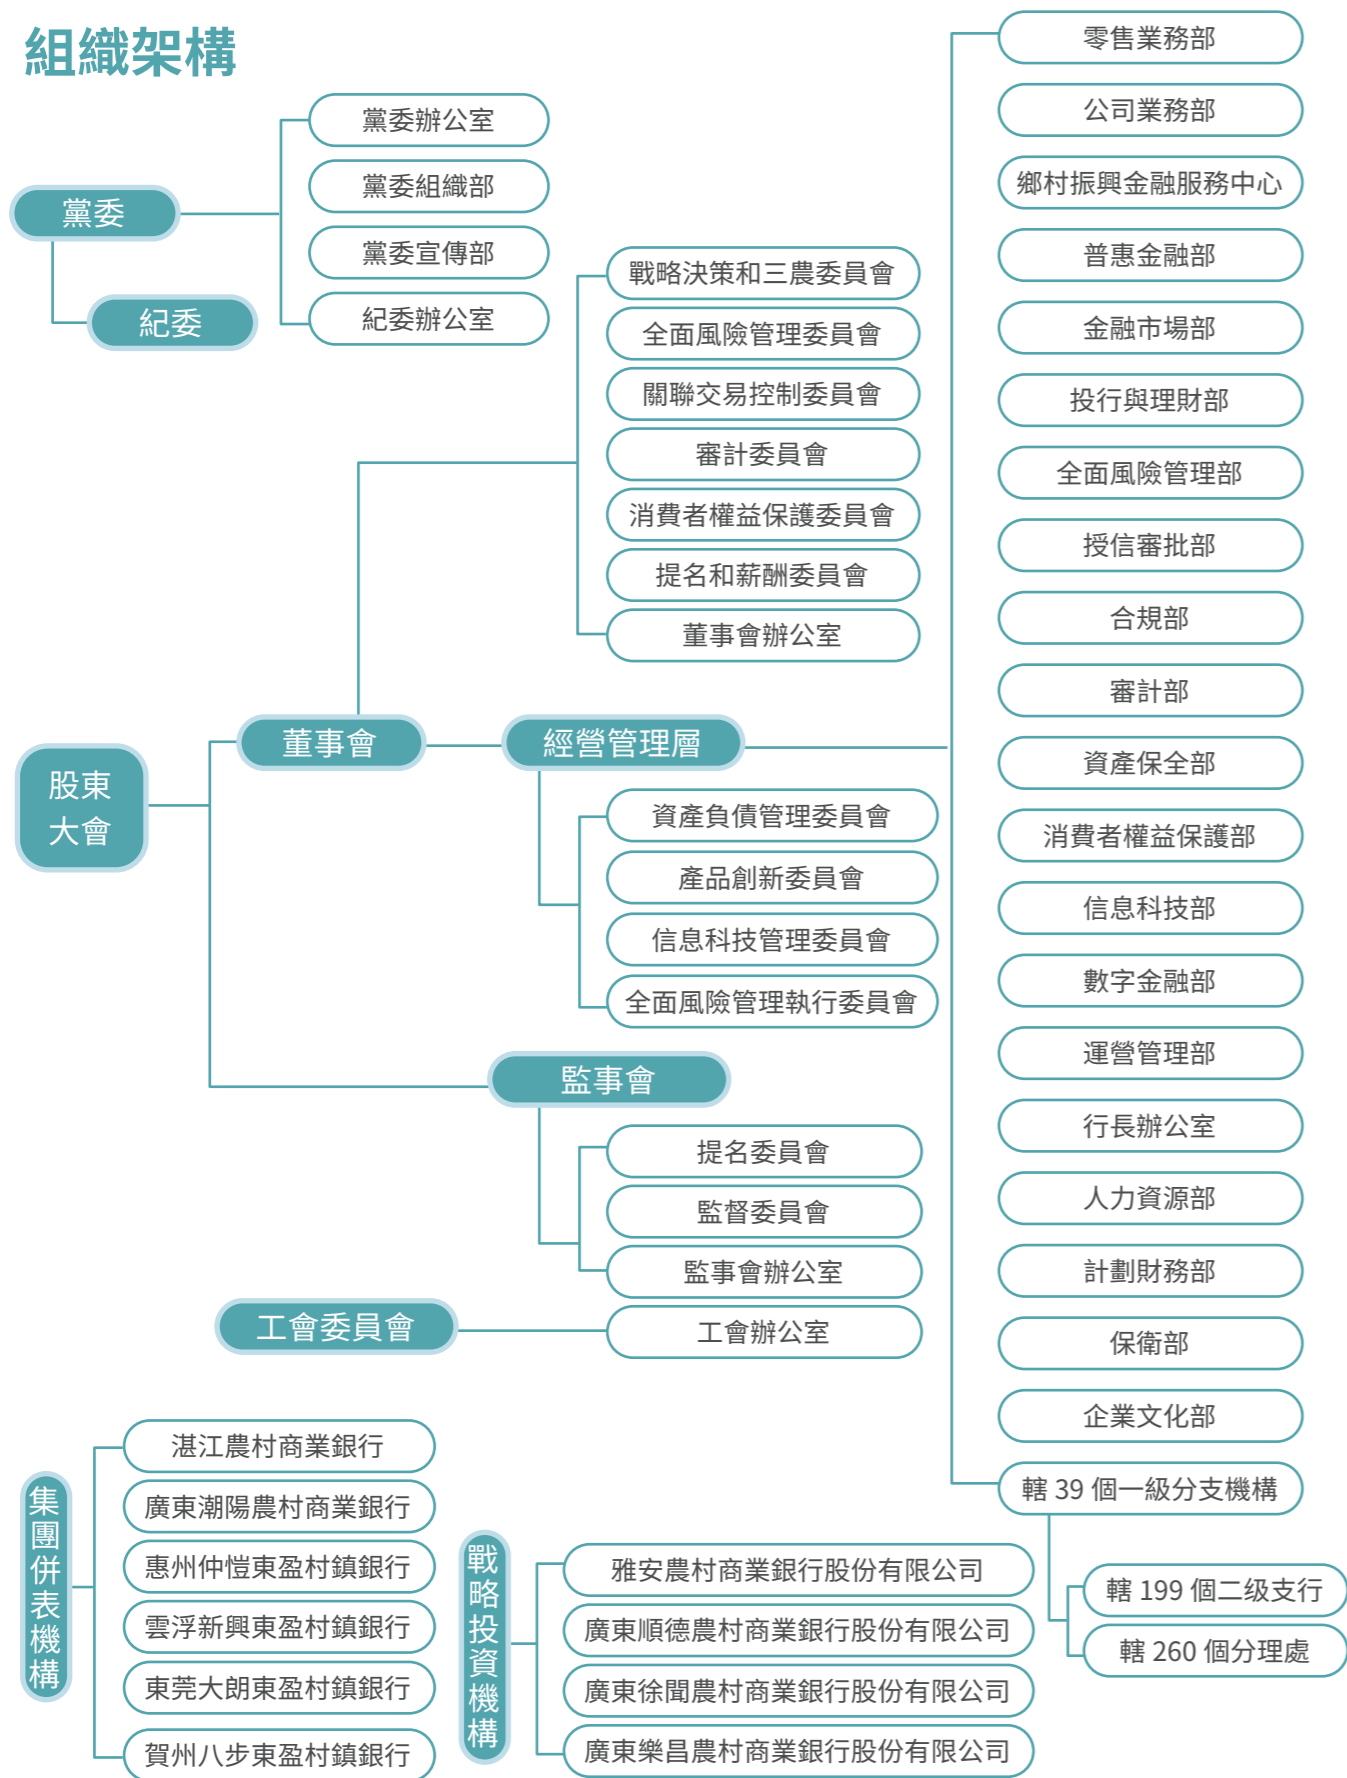 組織架構
黨委
紀委
黨委辦公室
黨委組織部
黨委宣傳部
紀委辦公室
股東
大會
董事會
戰略決策和三農委員會
全面風險管理委員會
關聯交易控制委員會
審計委員會
消費者權益保護委員會
提名和薪酬委員會
董事會辦公室
經營管理層
資產負債管理委員會
產品創新委員會
信息科技管理委員會
全面風險管理執行委員會
監事會
提名委員會
監督委員會
監事會辦公室
工會委員會
工會辦公室
零售業務部
公司業務部
鄉村振興金融服務中心
普惠金融部
金融市場部
投行與理財部
全面風險管理部
授信審批部
合規部
審計部
資產保全部
消費者權益保護部
信息科技部
數字金融部
運營管理部
行長辦公室
人力資源部
計劃財務部
保衛部
企業文化部
轄 39 個一級分支機構
轄 199 個二级支行
轄 260 個分理處
集團併表機構
湛江農村商業銀行
廣東潮陽農村商業銀行
惠州仲愷東盈村鎮銀行
雲浮新興東盈村鎮銀行
東莞大朗東盈村鎮銀行
賀州八步東盈村鎮銀行
戰略投資機構
雅安農村商業銀行股份有限公司
廣東順德農村商業銀行股份有限公司
廣東徐聞農村商業銀行股份有限公司
廣東樂昌農村商業銀行股份有限公司